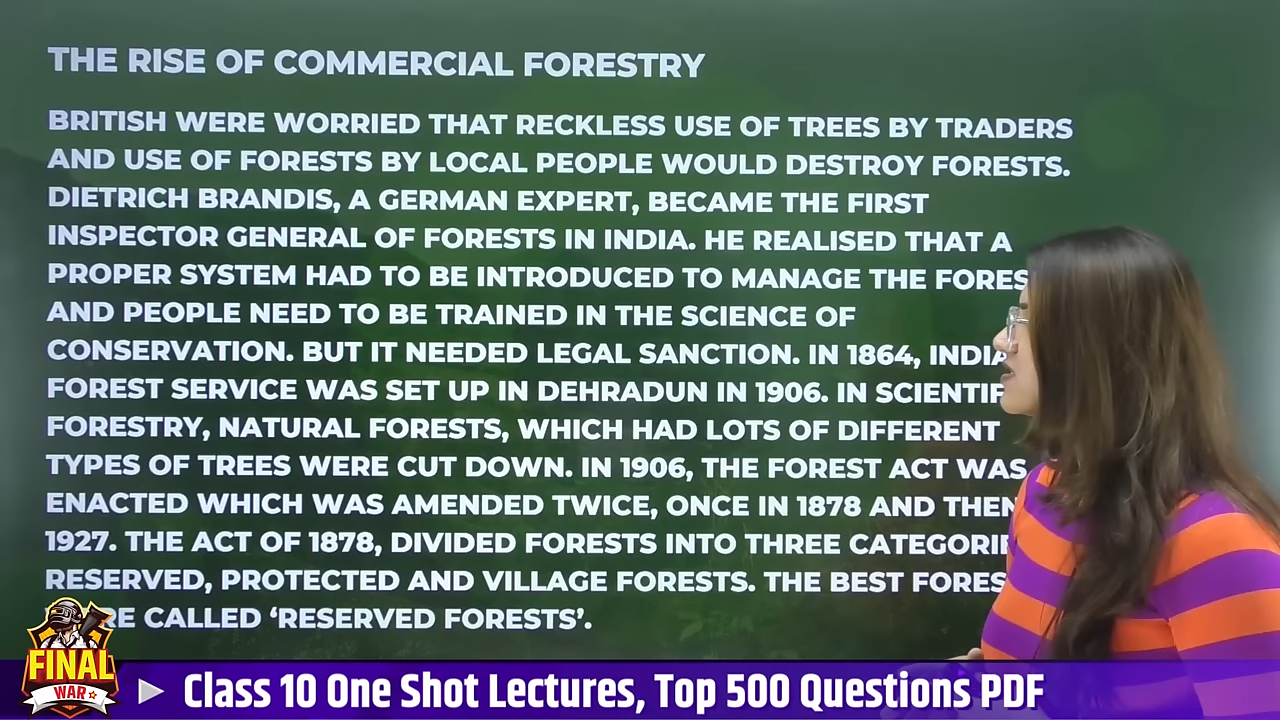 THE RISE OF COMMERCIAL FORESTRY
BRITISH WERE WORRIED THAT RECKLESS USE OF TREES BY TRADERS
AND USE OF FORESTS BY LOCAL PEOPLE WOULD DESTROY FORESTS.
DIETRICH BRANDIS, A GERMAN EXPERT, BECAME THE FIRST
INSPECTOR GENERAL OF FORESTS IN INDIA. HE REALISED THAT A
PROPER SYSTEM HAD TO BE INTRODUCED TO MANAGE THE
AND PEOPLE NEED TO BE TRAINED IN THE SCIENCE OF
CONSERVATION. BUT IT NEEDED LEGAL SANCTION. IN 1864,
FOREST SERVICE WAS SET UP IN DEHRADUN IN 1906. IN
FORESTRY, NATURAL FORESTS, WHICH HAD LOTS OF DIFFERENT
TYPES OF TREES WERE CUT DOWN. IN 1906, THE FOREST ACT WAS
ENACTED WHICH WAS AMENDED TWICE, ONCE IN 1878 AND THEN
1927. THE ACT OF 1878, DIVIDED FORESTS INTO THREE
RESERVED, PROTECTED AND VILLAGE FORESTS. THE BEST
CALLED ‘RESERVED FORESTS’.
FINAL
WAR
Class 10 One Shot Lectures, Top 500 Questions PDF